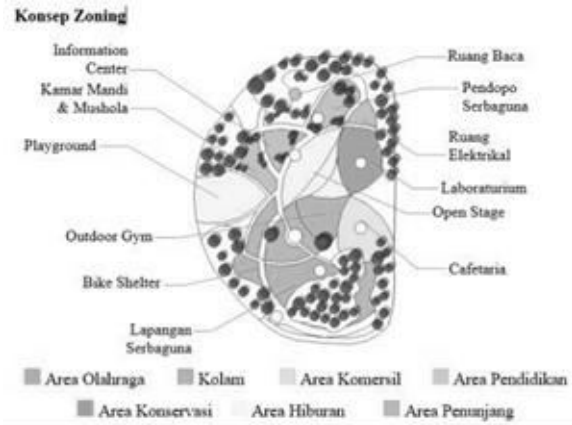 Konsep Zoning
Information
Center
Kamar Mandi
& Mushola
Playground
Outdoor Gym
Bike Shelter
Lapangan
Serbaguna
Ruang Baca
Pendopo
Serbaguna
Ruang
Elektrikal
Laboraturium
Open Stage
Cafetaria
Area Olahraga
Kolam
Area Komersil
Area Pendidikan
Area Konservasi
Area Hiburan
Area Penunjang